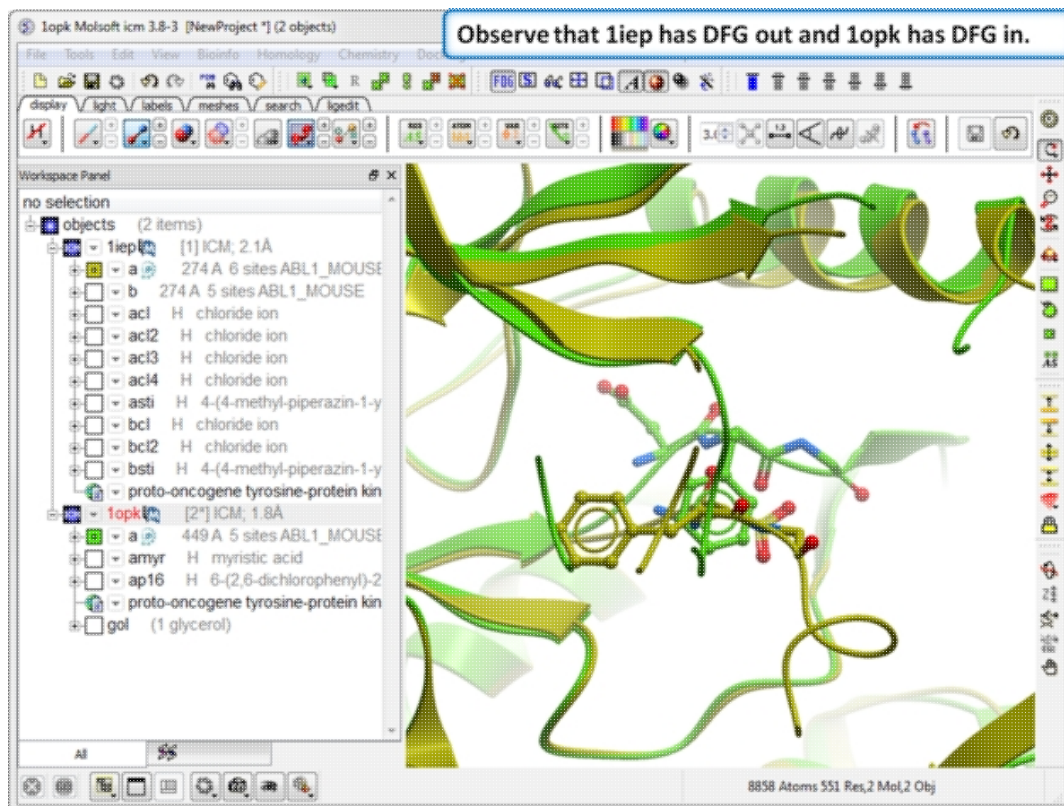 1opk Molsoft icm 3.8-3 [NewProject *] (2 objects)
Observe that 1iep has DFG out and 1opk has DFG in.
File Tools Edit View Bioinfo Homology Chemistry
display light labels meshes search ligedit
Workspace Panel
no selection
objects (2 items)
1iep [1] ICM; 2.1Å
a 274 A 6 sites ABL1_MOUSE
b 274 A 5 sites ABL1_MOUSE
acl H chloride ion
acl2 H chloride ion
acl3 H chloride ion
acl4 H chloride ion
asti H 4-(4-methyl-piperazin-1-y
bcl H chloride ion
bcl2 H chloride ion
bsti H 4-(4-methyl-piperazin-1-y
proto-oncogene tyrosine-protein kin
1opk [2*] ICM; 1.8Å
a 449 A 5 sites ABL1_MOUSE
amyr H myristic acid
ap16 H 6-(2,6-dichlorophenyl)-2
proto-oncogene tyrosine-protein kin
gol (1 glycerol)
All
8858 Atoms 551 Res,2 Mol,2 Obj